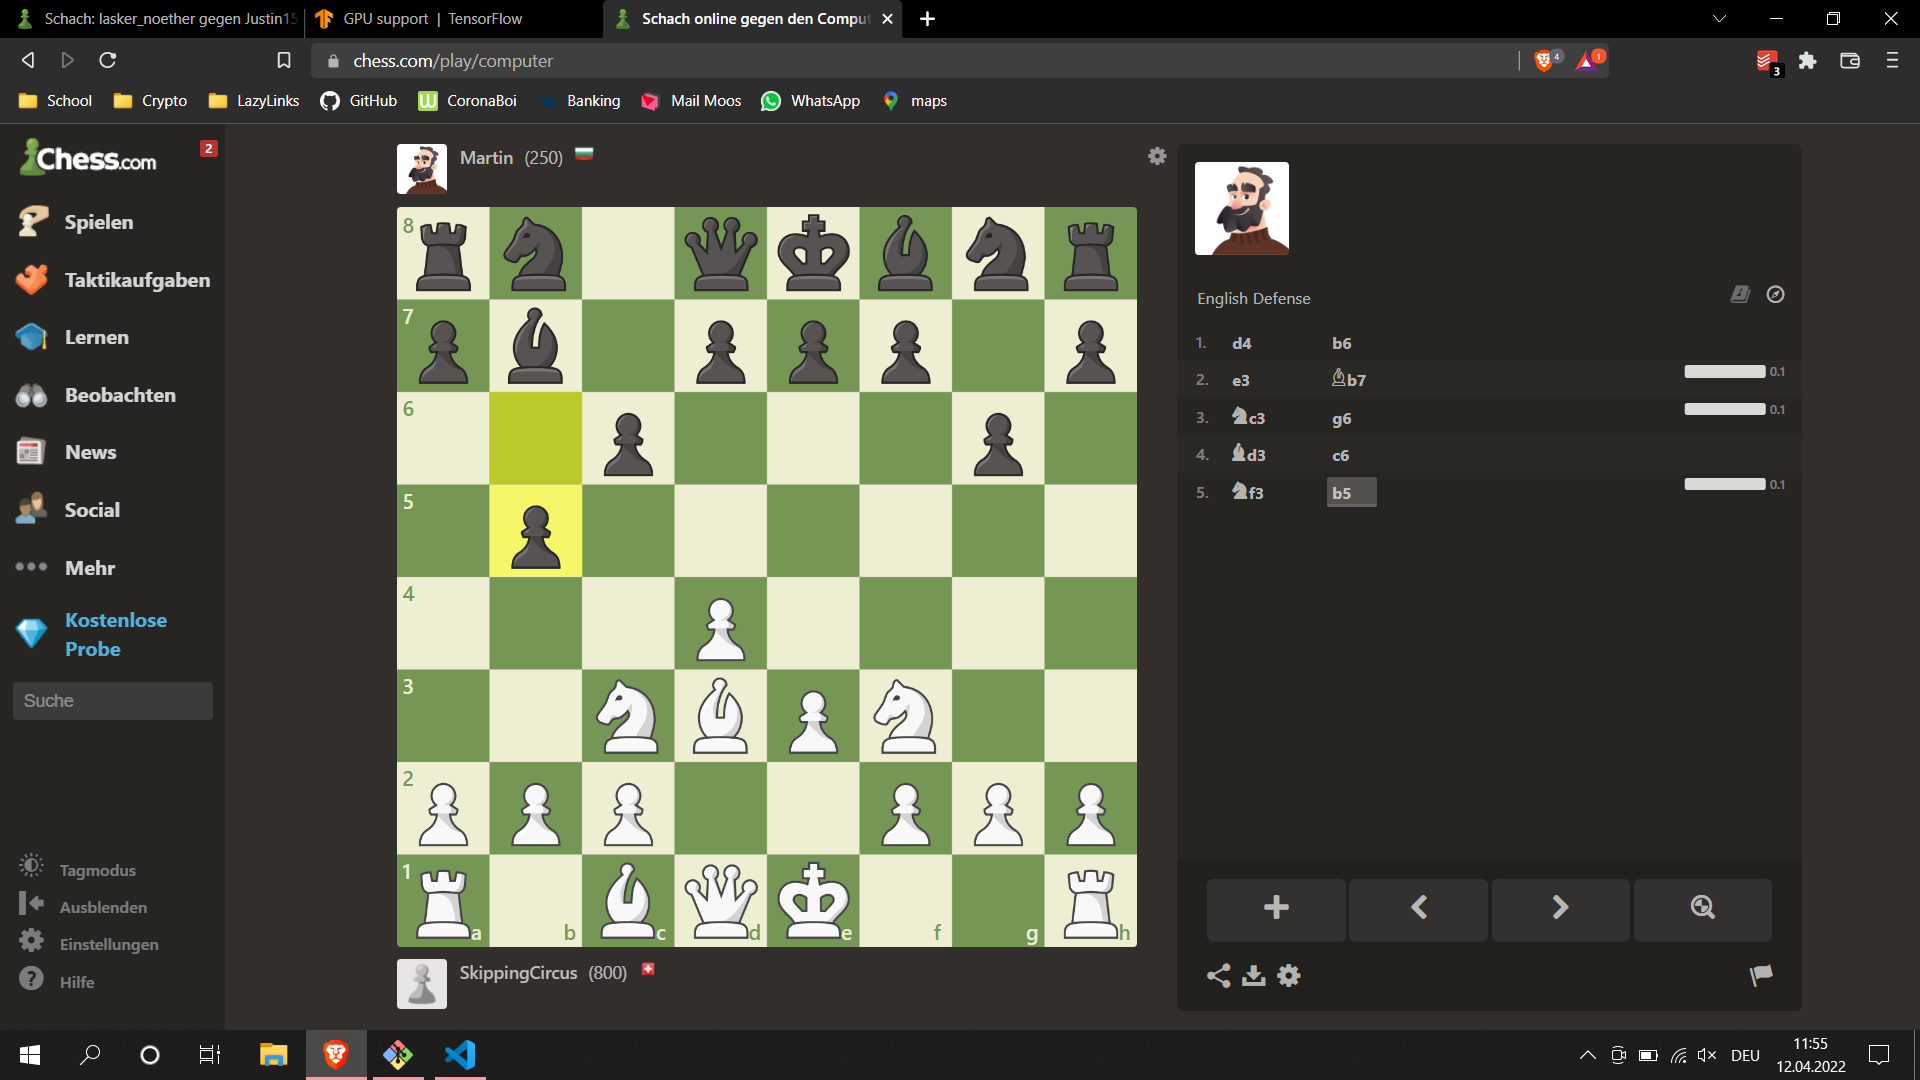 Schach: lasker_noether gegen Justin15
GPU support | TensorFlow
Schach online gegen den Comput
chess.com/play/computer
4
1
3
School
Crypto
LazyLinks
GitHub
CoronaBoi
Banking
Mail Moos
WhatsApp
maps
Chess.com
2
Spielen
Taktikaufgaben
Lernen
Beobachten
News
Social
Mehr
Kostenlose
Probe
Suche
Tagmodus
Ausblenden
Einstellungen
Hilfe
Martin (250)
8
7
6
5
4
3
2
1
a b c d e f g h
SkippingCircus (800)
English Defense
1. d4 b6
2. e3 b7 0.1
3. c3 g6 0.1
4. d3 c6
5. f3 b5 0.1
DEU
11:55
12.04.2022